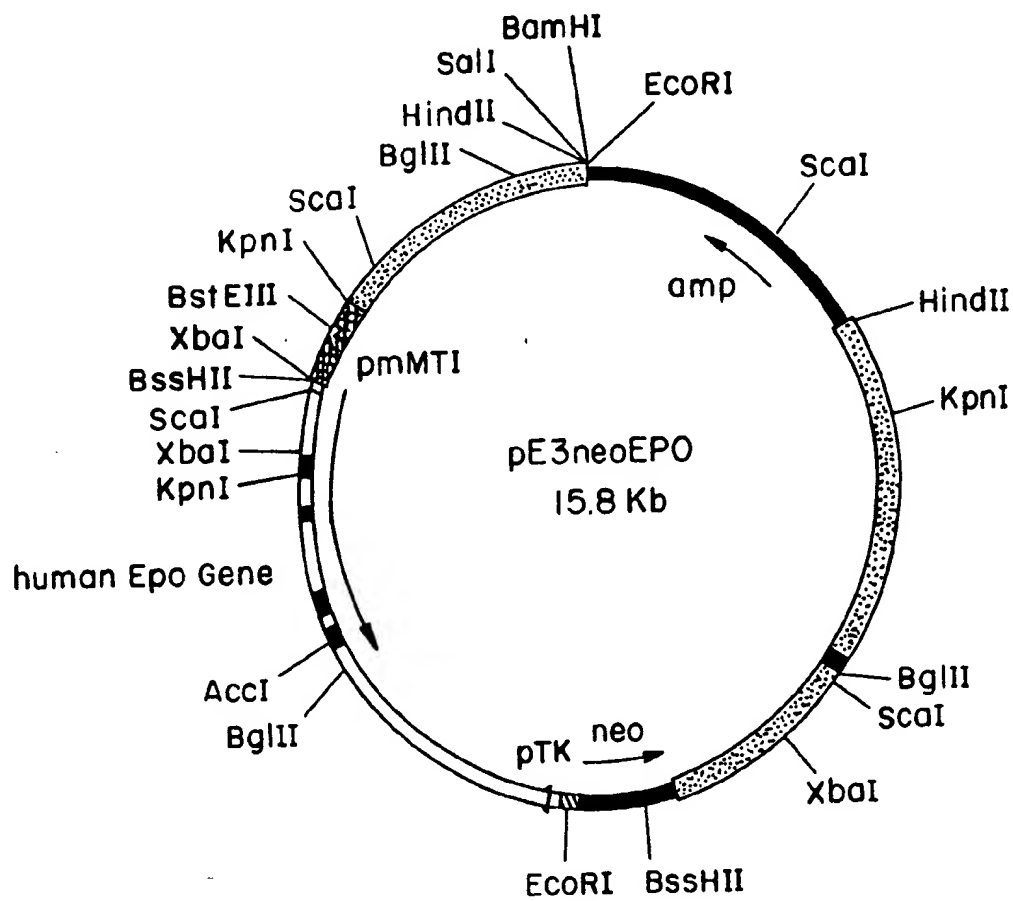 BamHI
SalI
EcoRI
HindII
BglII
ScaI
ScaI
KpnI
amp
BstEIII
HindII
XbaI
pmMTI
BssHII
KpnI
ScaI
XbaI
pE3neoEPO
KpnI
15.8 Kb
human Epo Gene
AccI
BglII
BglII
ScaI
neo
pTK
XbaI
EcoRI
BssHII